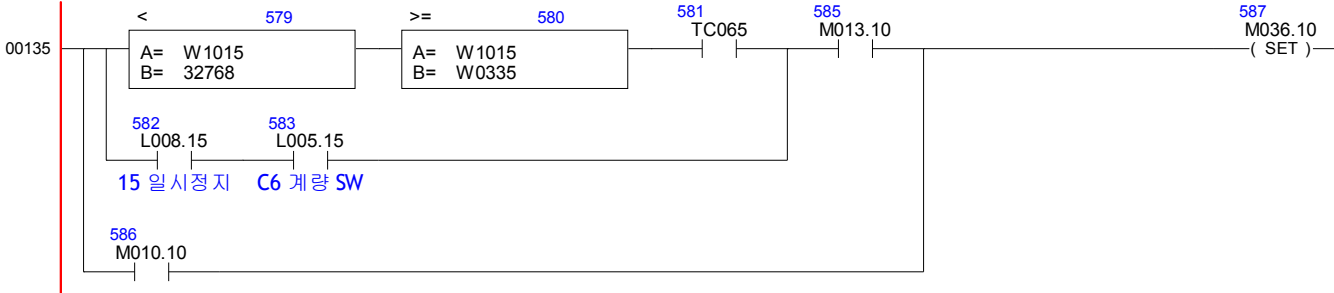 < 579 >= 580 581 585 587
TC065 M013.10 M036.10
00135 A= W1015 A= W1015 ( SET )
B= 32768 B= W0335
582 583
L008.15 L005.15
15 일시정지 C6 계량 SW
586
M010.10